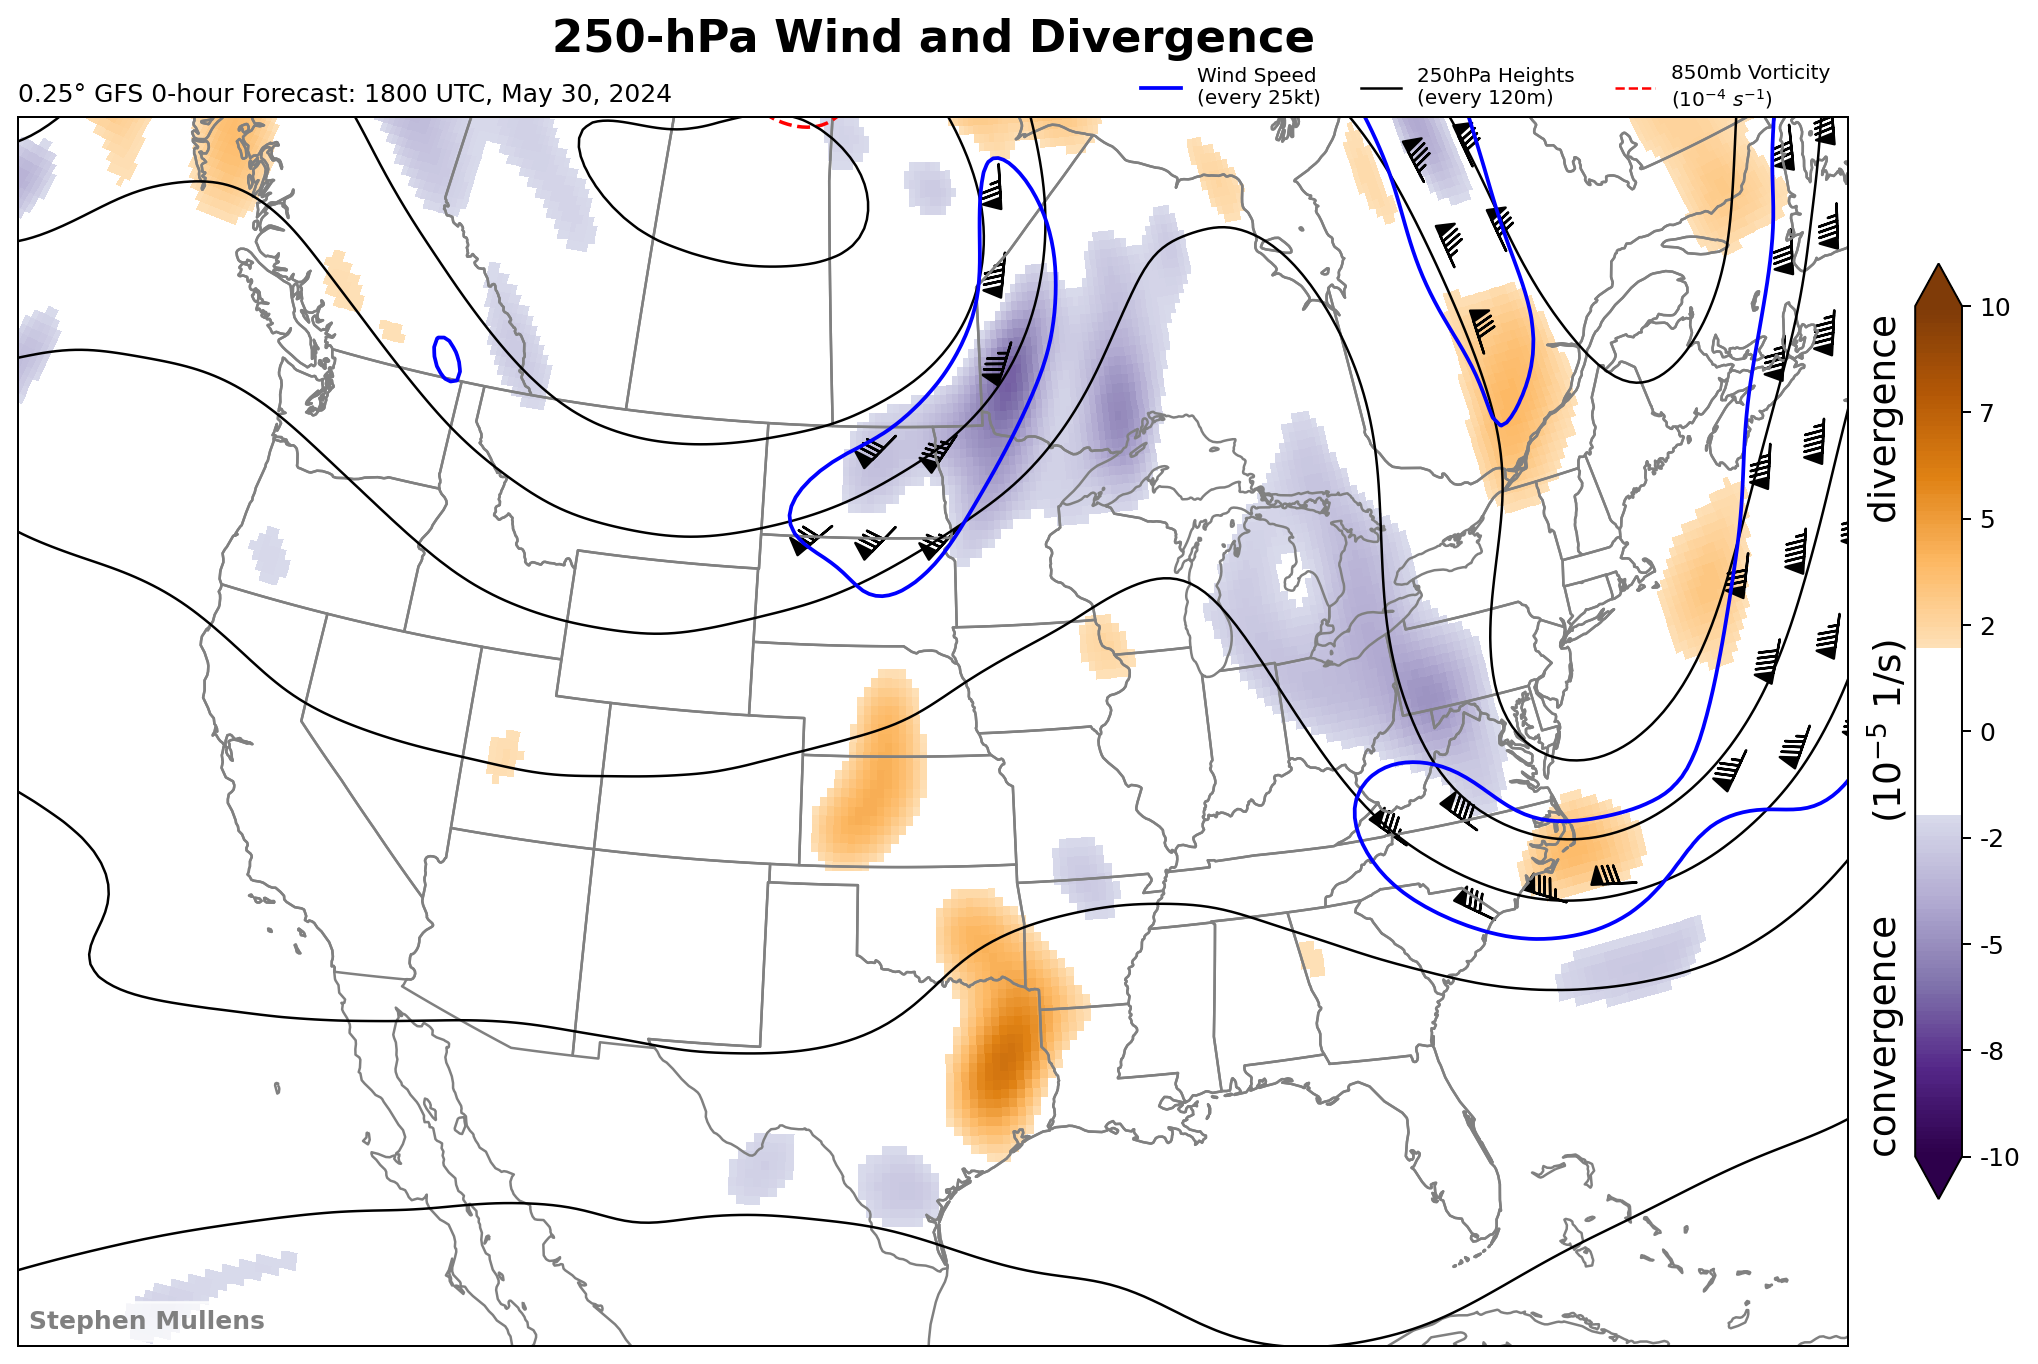 250-hPa Wind and Divergence
0.25° GFS 0-hour Forecast: 1800 UTC, May 30, 2024
Wind Speed
(every 25kt)
250hPa Heights
(every 120m)
850mb Vorticity
(10⁻⁴ s⁻¹)
10
7
5
2
0
-2
-5
-8
-10
convergence (10⁻⁵ 1/s) divergence
Stephen Mullens